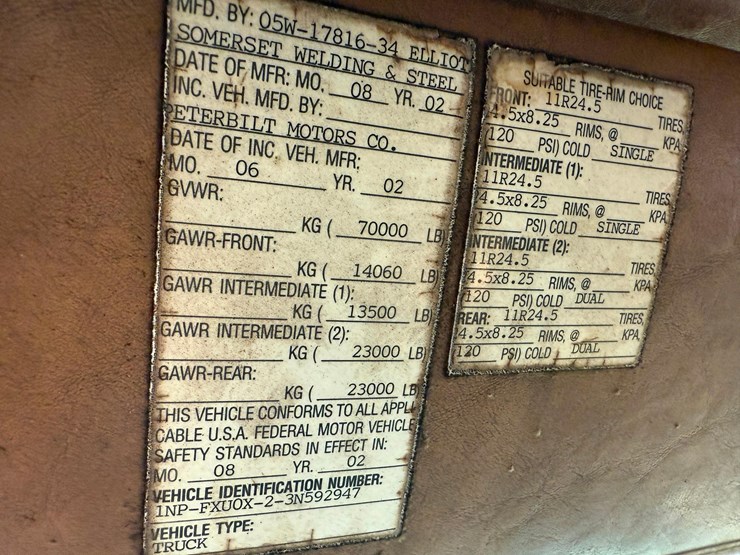 MFD. BY: 05W-17816-34 ELLIOT
SOMERSET WELDING & STEEL
DATE OF MFR: MO. 08 YR. 02
INC. VEH. MFD. BY:
PETERBILT MOTORS CO.
DATE OF INC. VEH. MFR:
MO. 06 YR. 02
GVWR:
KG ( 70000 LB)
GAWR-FRONT:
KG ( 14060 LB)
GAWR INTERMEDIATE (1):
KG ( 13500 LB)
GAWR INTERMEDIATE (2):
KG ( 23000 LB)
GAWR-REAR:
KG ( 23000 LB)
THIS VEHICLE CONFORMS TO ALL APPLI
CABLE U.S.A. FEDERAL MOTOR VEHICLE
SAFETY STANDARDS IN EFFECT IN:
MO. 08 YR. 02
VEHICLE IDENTIFICATION NUMBER:
1NP-FXUOX-2-3N592947
VEHICLE TYPE:
TRUCK
SUITABLE TIRE-RIM CHOICE
FRONT: 11R24.5 TIRES,
4.5x8.25 RIMS, @ KPA
(120 PSI) COLD SINGLE
INTERMEDIATE (1):
11R24.5 TIRES
24.5x8.25 RIMS, @ KPA
(120 PSI) COLD SINGLE
INTERMEDIATE (2):
11R24.5 TIRES
24.5x8.25 RIMS, @ KPA
(120 PSI) COLD DUAL
REAR: 11R24.5 TIRES,
4.5x8.25 RIMS, @ KPA,
120 PSI) COLD DUAL